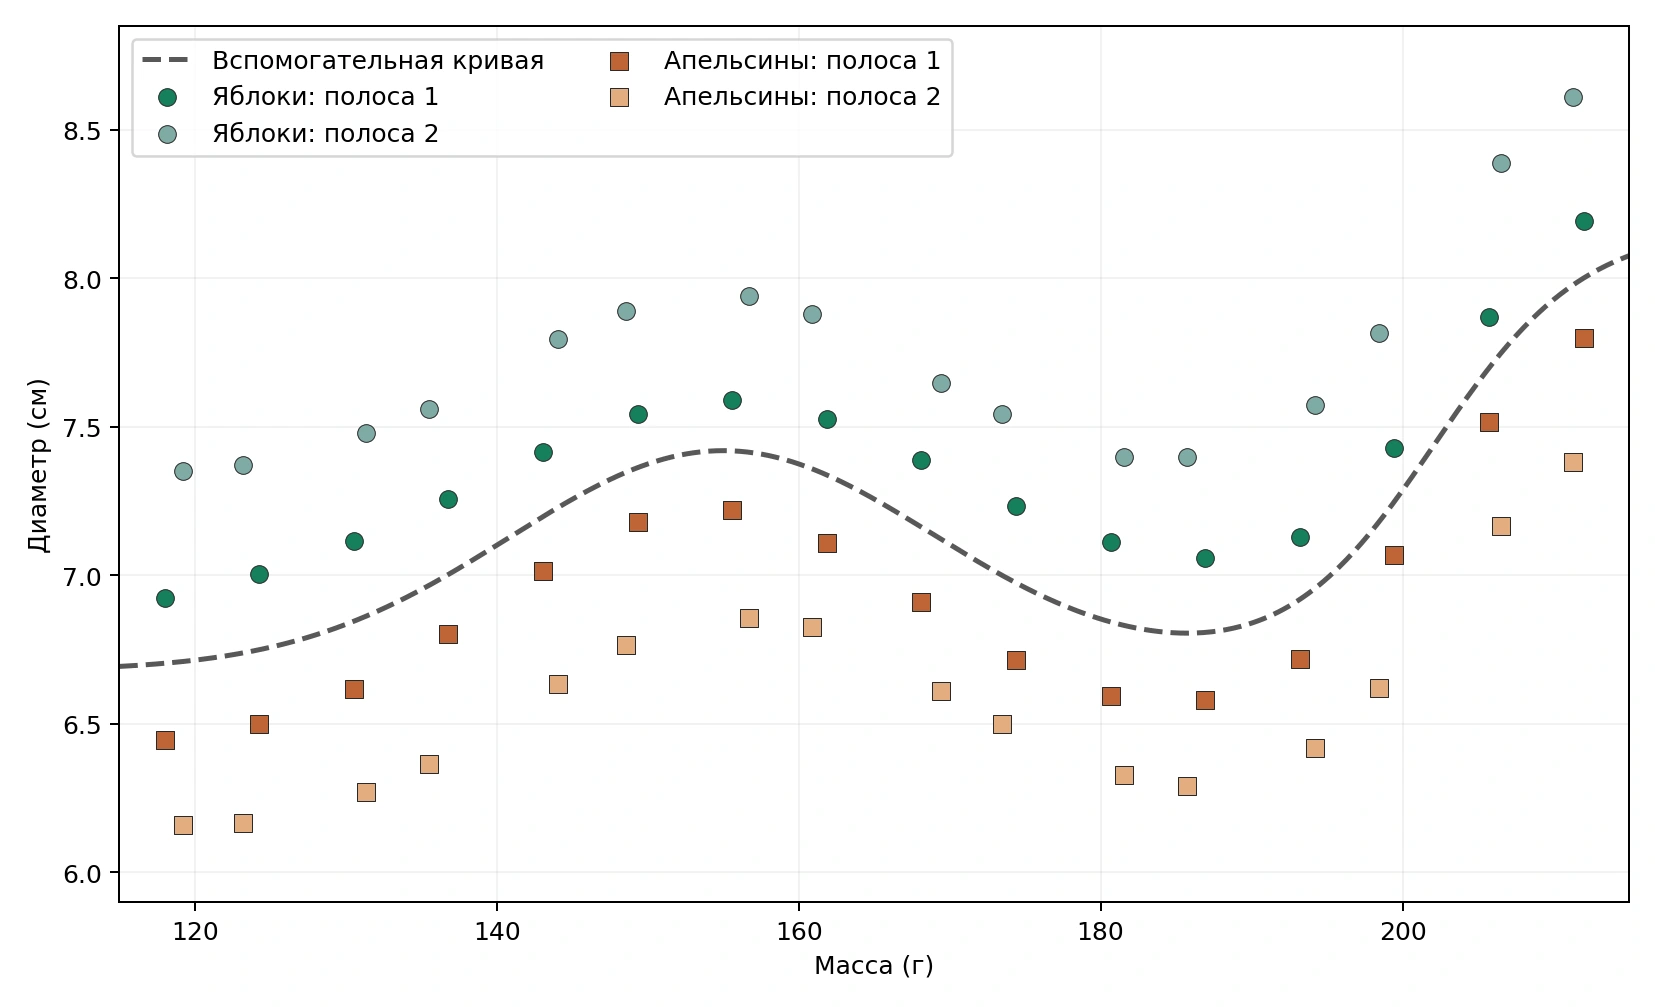 Вспомогательная кривая
Яблоки: полоса 1
Яблоки: полоса 2
Апельсины: полоса 1
Апельсины: полоса 2
Диаметр (см)
8.5
8.0
7.5
7.0
6.5
6.0
120 140 160 180 200
Масса (г)